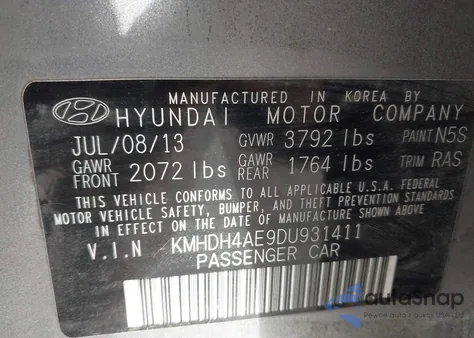 MANUFACTURED IN KOREA BY
HYUNDAI MOTOR COMPANY
JUL/08/13 GVWR 3792 lbs PAINT N5S
GAWR FRONT 2072 lbs GAWR REAR 1764 lbs TRIM RAS
THIS VEHICLE CONFORMS TO ALL APPLICABLE U.S.A. FEDERAL
MOTOR VEHICLE SAFETY, BUMPER, AND THEFT PREVENTION STANDARDS
IN EFFECT ON THE DATE OF MANUFACTURE SHOWN ABOVE.
V.I.N KMHDH4AE9DU931411
PASSENGER CAR
autoSnap